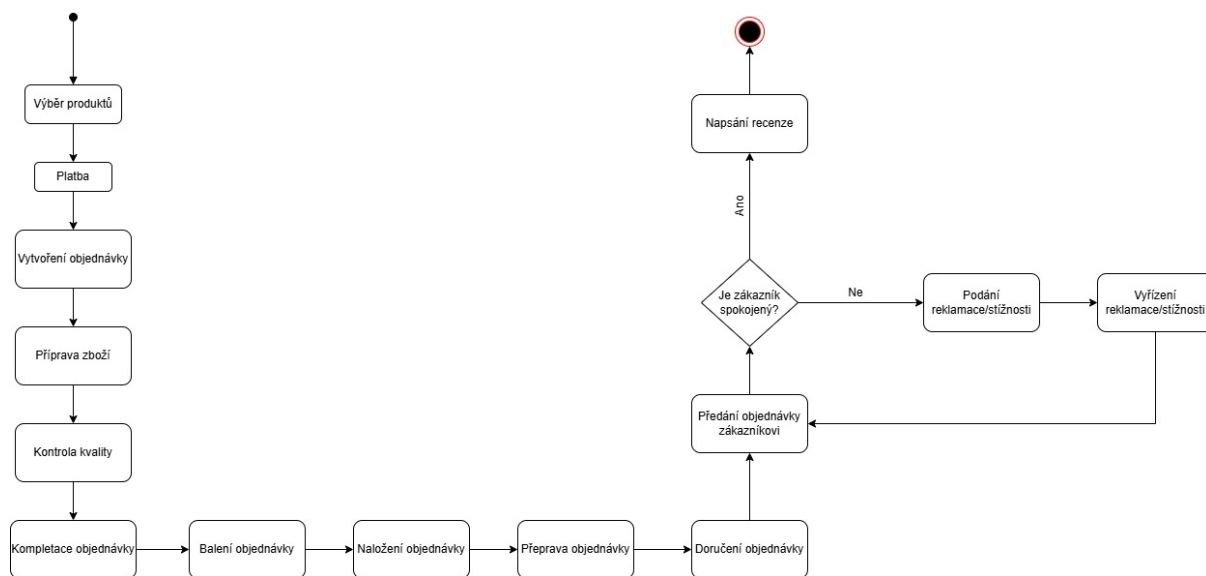 Výběr produktů
Platba
Vytvoření objednávky
Příprava zboží
Kontrola kvality
Kompletace objednávky
Balení objednávky
Naložení objednávky
Přeprava objednávky
Doručení objednávky
Předání objednávky
zákazníkovi
Je zákazník
spokojený?
Ano
Napsání recenze
Ne
Podání
reklamace/stížnosti
Vyřízení
reklamace/stížnosti